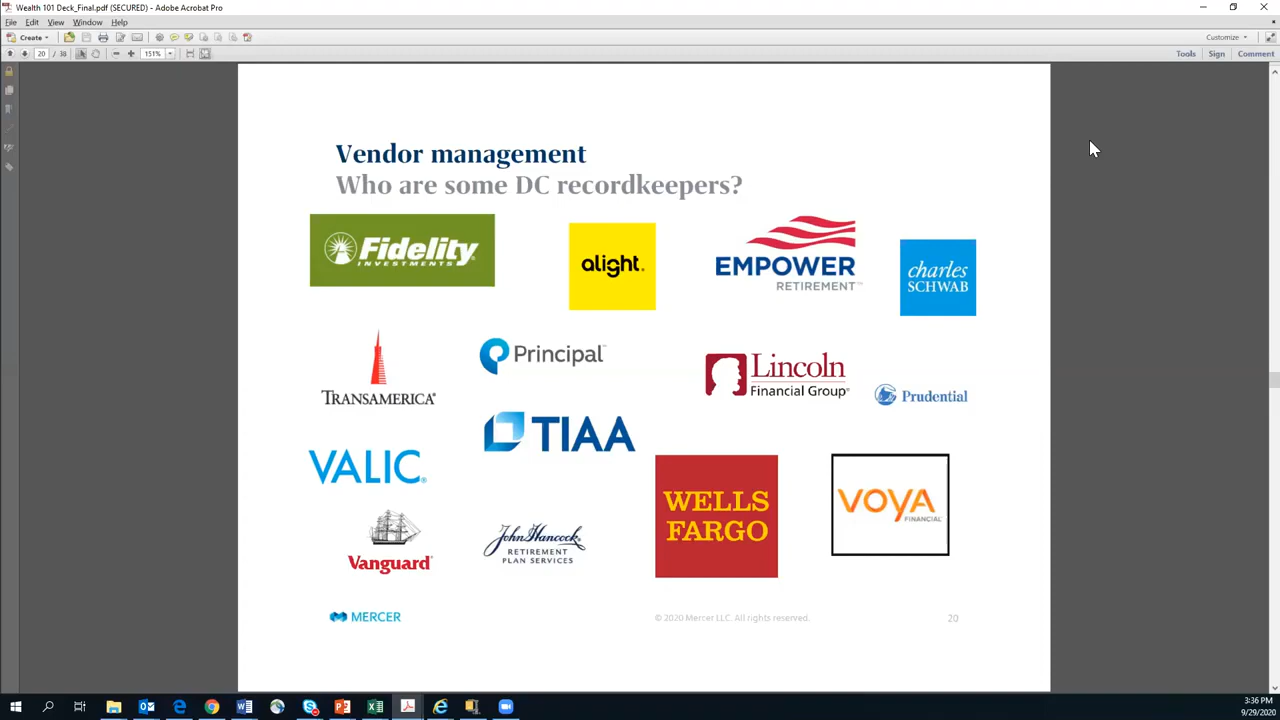 Wealth 101 Deck_Final.pdf (SECURED) - Adobe Acrobat Pro
File Edit View Window Help
Create Customize
20 / 38 151% Tools Sign Comment
Vendor management
Who are some DC recordkeepers?
Fidelity
INVESTMENTS
alight.
EMPOWER
RETIREMENT™
charles
SCHWAB
TRANSAMERICA®
Principal™
Lincoln
Financial Group®
Prudential
VALIC®
TIAA
WELLS
FARGO
VOYA
FINANCIAL
Vanguard®
John Hancock®
RETIREMENT
PLAN SERVICES
MERCER
© 2020 Mercer LLC. All rights reserved.
20
3:36 PM
9/29/2020